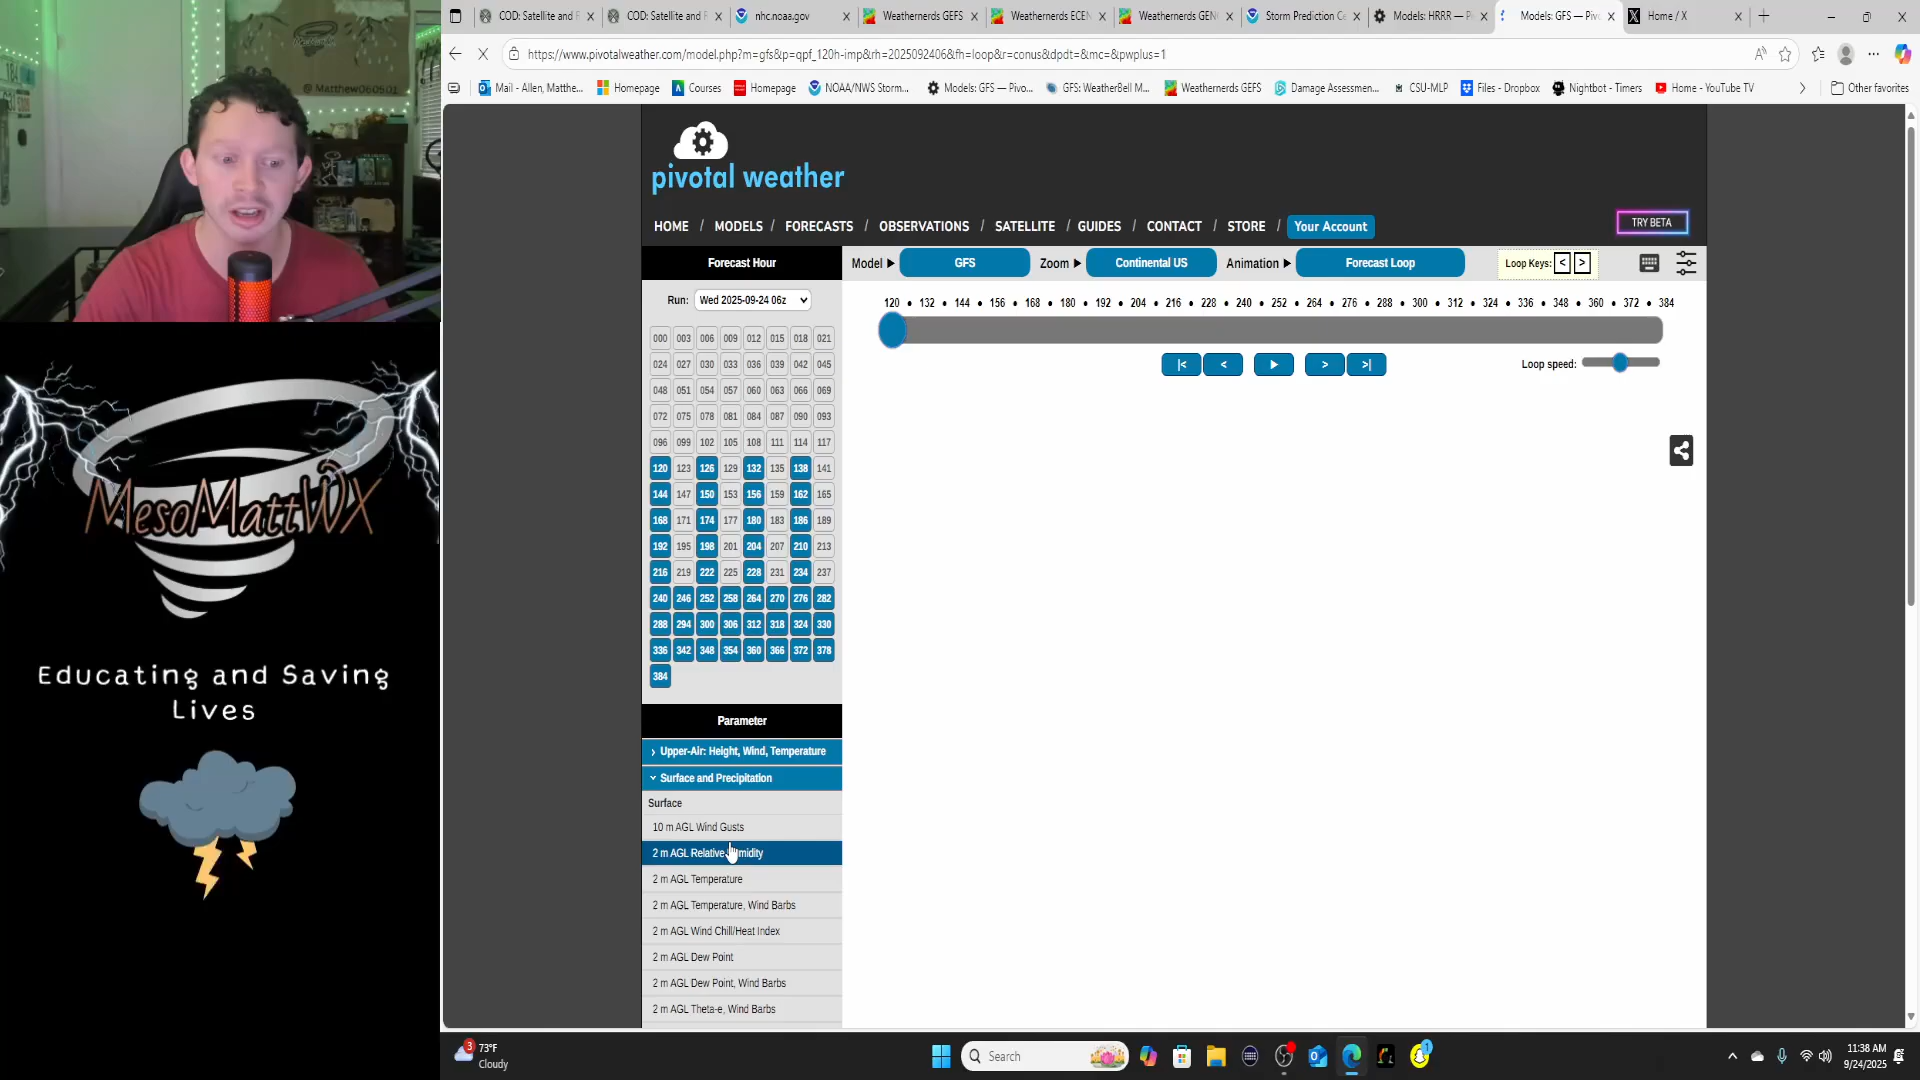 COD: Satellite and F
COD: Satellite and F
nhc.noaa.gov
Weathernerds GEFS
Weathernerds ECEN
Weathernerds GEN
Storm Prediction Ce
Models: HRRR — P
Models: GFS — Piv
Home / X
https://www.pivotalweather.com/model.php?m=gfs&p=qpf_120h-imp&rh=2025092406&fh=loop&r=conus&dpdt=&mc=&pwplus=1
Mail - Allen, Matthe...
Homepage
Courses
Homepage
NOAA/NWS Storm...
Models: GFS — Pivo...
GFS: WeatherBell M...
Weathernerds GEFS
Damage Assessmen...
CSU-MLP
Files - Dropbox
Nightbot - Timers
Home - YouTube TV
Other favorites
@Matthew060501
pivotal weather
HOME / MODELS / FORECASTS / OBSERVATIONS / SATELLITE / GUIDES / CONTACT / STORE / Your Account
TRY BETA
Forecast Hour
Model GFS Zoom Continental US Animation Forecast Loop Loop Keys: < >
Run: Wed 2025-09-24 06z
120 • 132 • 144 • 156 • 168 • 180 • 192 • 204 • 216 • 228 • 240 • 252 • 264 • 276 • 288 • 300 • 312 • 324 • 336 • 348 • 360 • 372 • 384
|< < > >|
Loop speed:
000 003 006 009 012 015 018 021
024 027 030 033 036 039 042 045
048 051 054 057 060 063 066 069
072 075 078 081 084 087 090 093
096 099 102 105 108 111 114 117
120 123 126 129 132 135 138 141
144 147 150 153 156 159 162 165
168 171 174 177 180 183 186 189
192 195 198 201 204 207 210 213
216 219 222 225 228 231 234 237
240 246 252 258 264 270 276 282
288 294 300 306 312 318 324 330
336 342 348 354 360 366 372 378
384
Parameter
Upper-Air: Height, Wind, Temperature
Surface and Precipitation
Surface
10 m AGL Wind Gusts
2 m AGL Relative Humidity
2 m AGL Temperature
2 m AGL Temperature, Wind Barbs
2 m AGL Wind Chill/Heat Index
2 m AGL Dew Point
2 m AGL Dew Point, Wind Barbs
2 m AGL Theta-e, Wind Barbs
MesoMattWX
Educating and Saving
Lives
3
73°F
Cloudy
Search
1
11:38 AM
9/24/2025